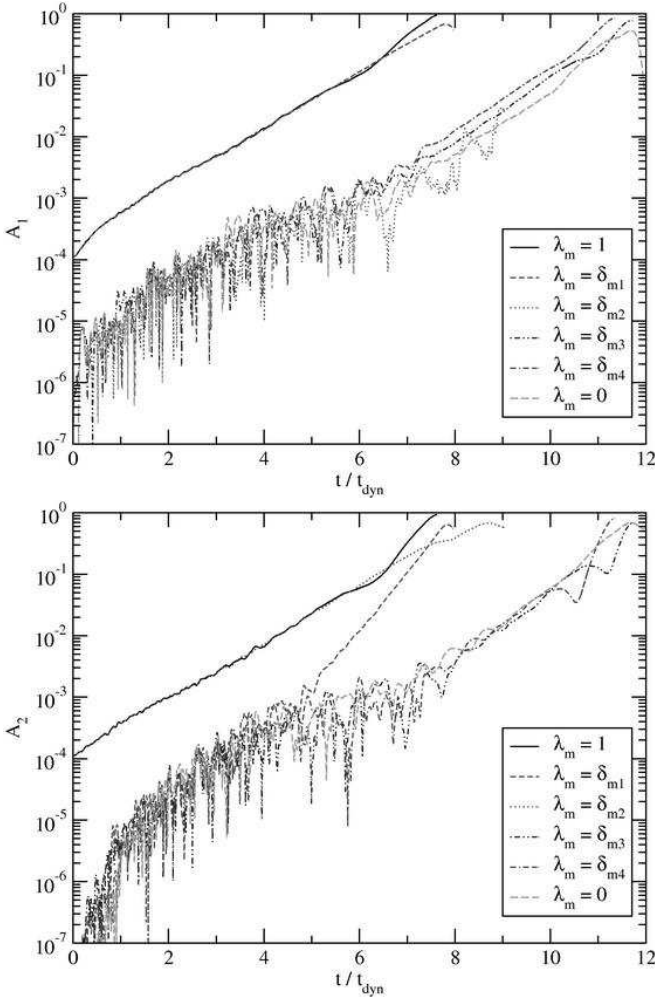 10^1
10^0
10^-1
10^-2
10^-3
10^-4
10^-5
10^-6
10^-7
A_1
λ_m = 1
λ_m = δ_m1
λ_m = δ_m2
λ_m = δ_m3
λ_m = δ_m4
λ_m = 0
0 2 4 6 8 10 12
t / t_dyn
10^0
10^-1
10^-2
10^-3
10^-4
10^-5
10^-6
10^-7
A_2
λ_m = 1
λ_m = δ_m1
λ_m = δ_m2
λ_m = δ_m3
λ_m = δ_m4
λ_m = 0
0 2 4 6 8 10 12
t / t_dyn